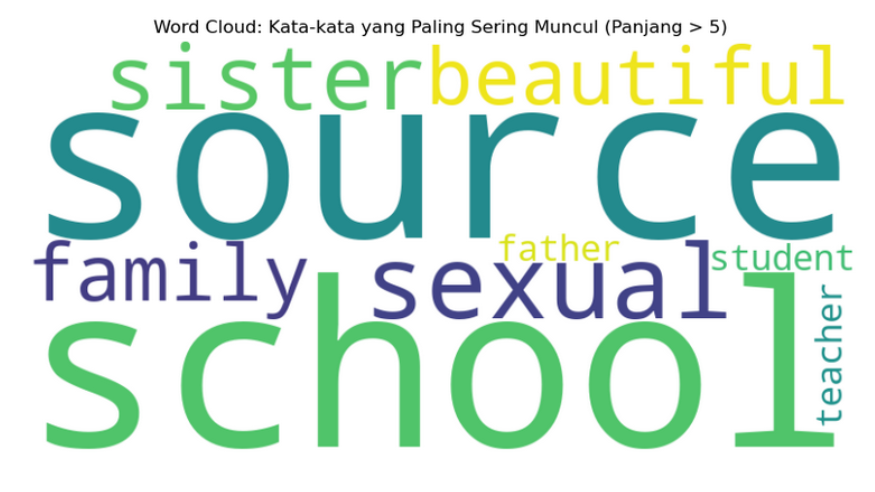 Word Cloud: Kata-kata yang Paling Sering Muncul (Panjang > 5)
sister beautiful
source
family sexual father student
school teacher